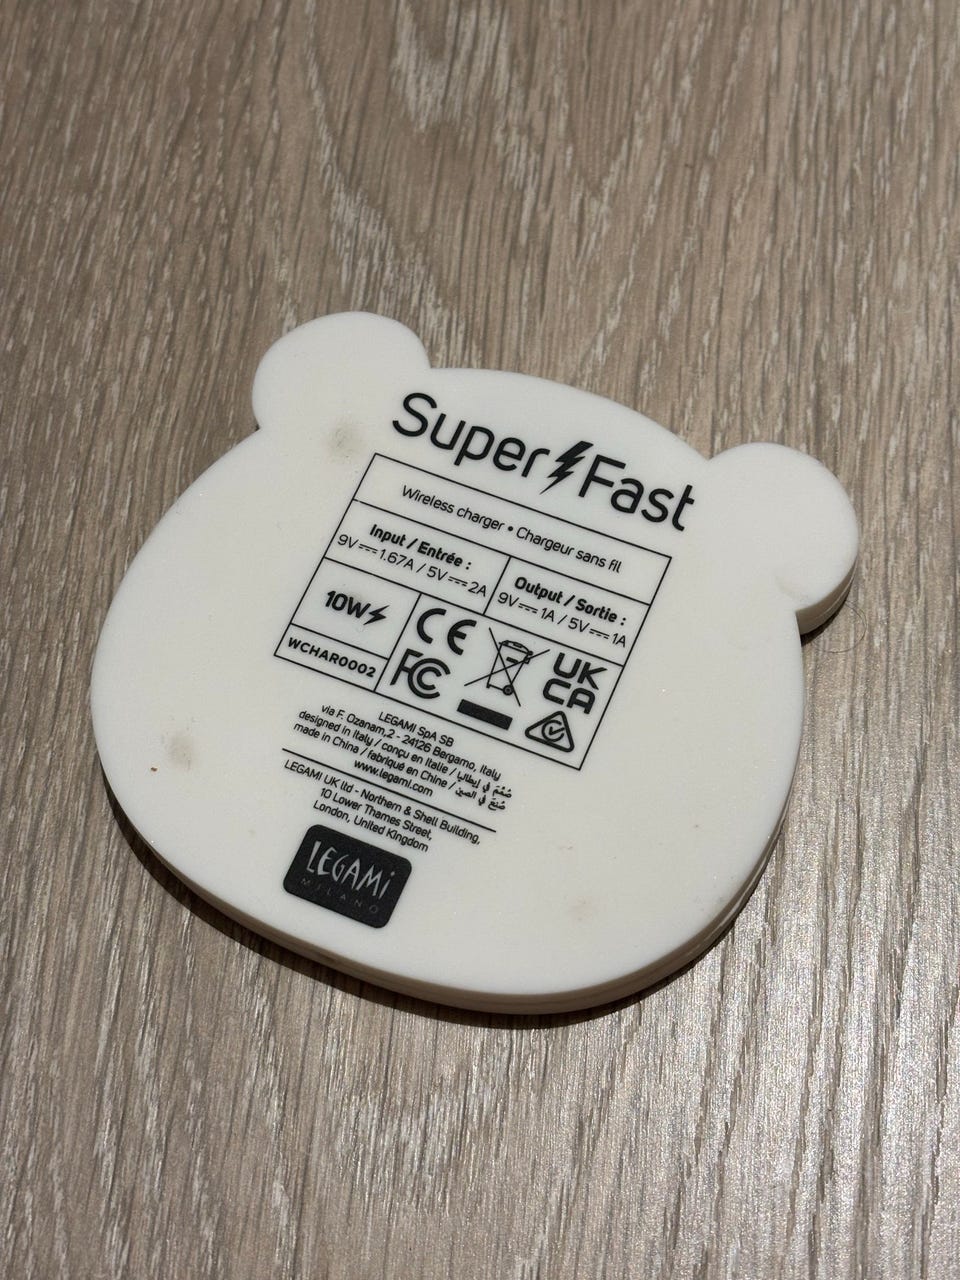 Super Fast
Wireless charger • Chargeur sans fil
Input / Entrée :
9V⎓1.67A / 5V⎓2A
Output / Sortie :
9V⎓1A / 5V⎓1A
10W
WCHAR0002
CE
FC
UK
CA
LEGAMI SpA SB
via F. Ozanam,2 - 24126 Bergamo, Italy
designed in Italy / conçu en Italie / صُمّم في إيطاليا
made in China / fabriqué en Chine / صُنع في الصين
www.legami.com
LEGAMI UK ltd - Northern & Shell Building,
10 Lower Thames Street,
London, United Kingdom
LEGAMI
MILANO